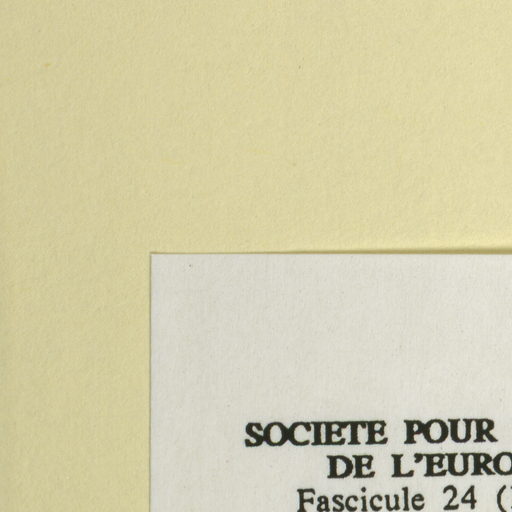 SOCIETE POUR
DE L'EURO
Fascicule 24 (